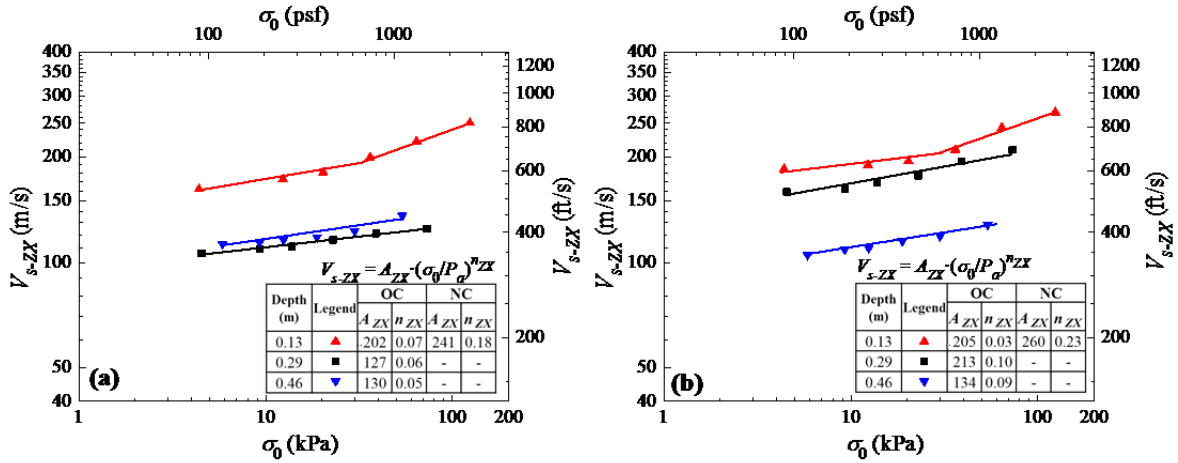 σ0 (psf)
100 1000
400
350
300
250
200
150
100
50
40
1200
1000
800
600
400
200
Vs-ZX (m/s)
Vs-ZX (ft/s)
Vs-ZX = AZX·(σ0/Pa)^nZX
Depth (m) Legend OC NC
AZX nZX AZX nZX
0.13 .202 0.07 241 0.18
0.29 127 0.06 - -
0.46 130 0.05 - -
(a)
1 10 100 200
σ0 (kPa)
σ0 (psf)
100 1000
400
350
300
250
200
150
100
50
40
1200
1000
800
600
400
200
Vs-ZX (m/s)
Vs-ZX (ft/s)
Vs-ZX = AZX·(σ0/Pa)^nZX
Depth (m) Legend OC NC
AZX nZX AZX nZX
0.13 .205 0.03 260 0.23
0.29 213 0.10 - -
0.46 134 0.09 - -
(b)
1 10 100 200
σ0 (kPa)